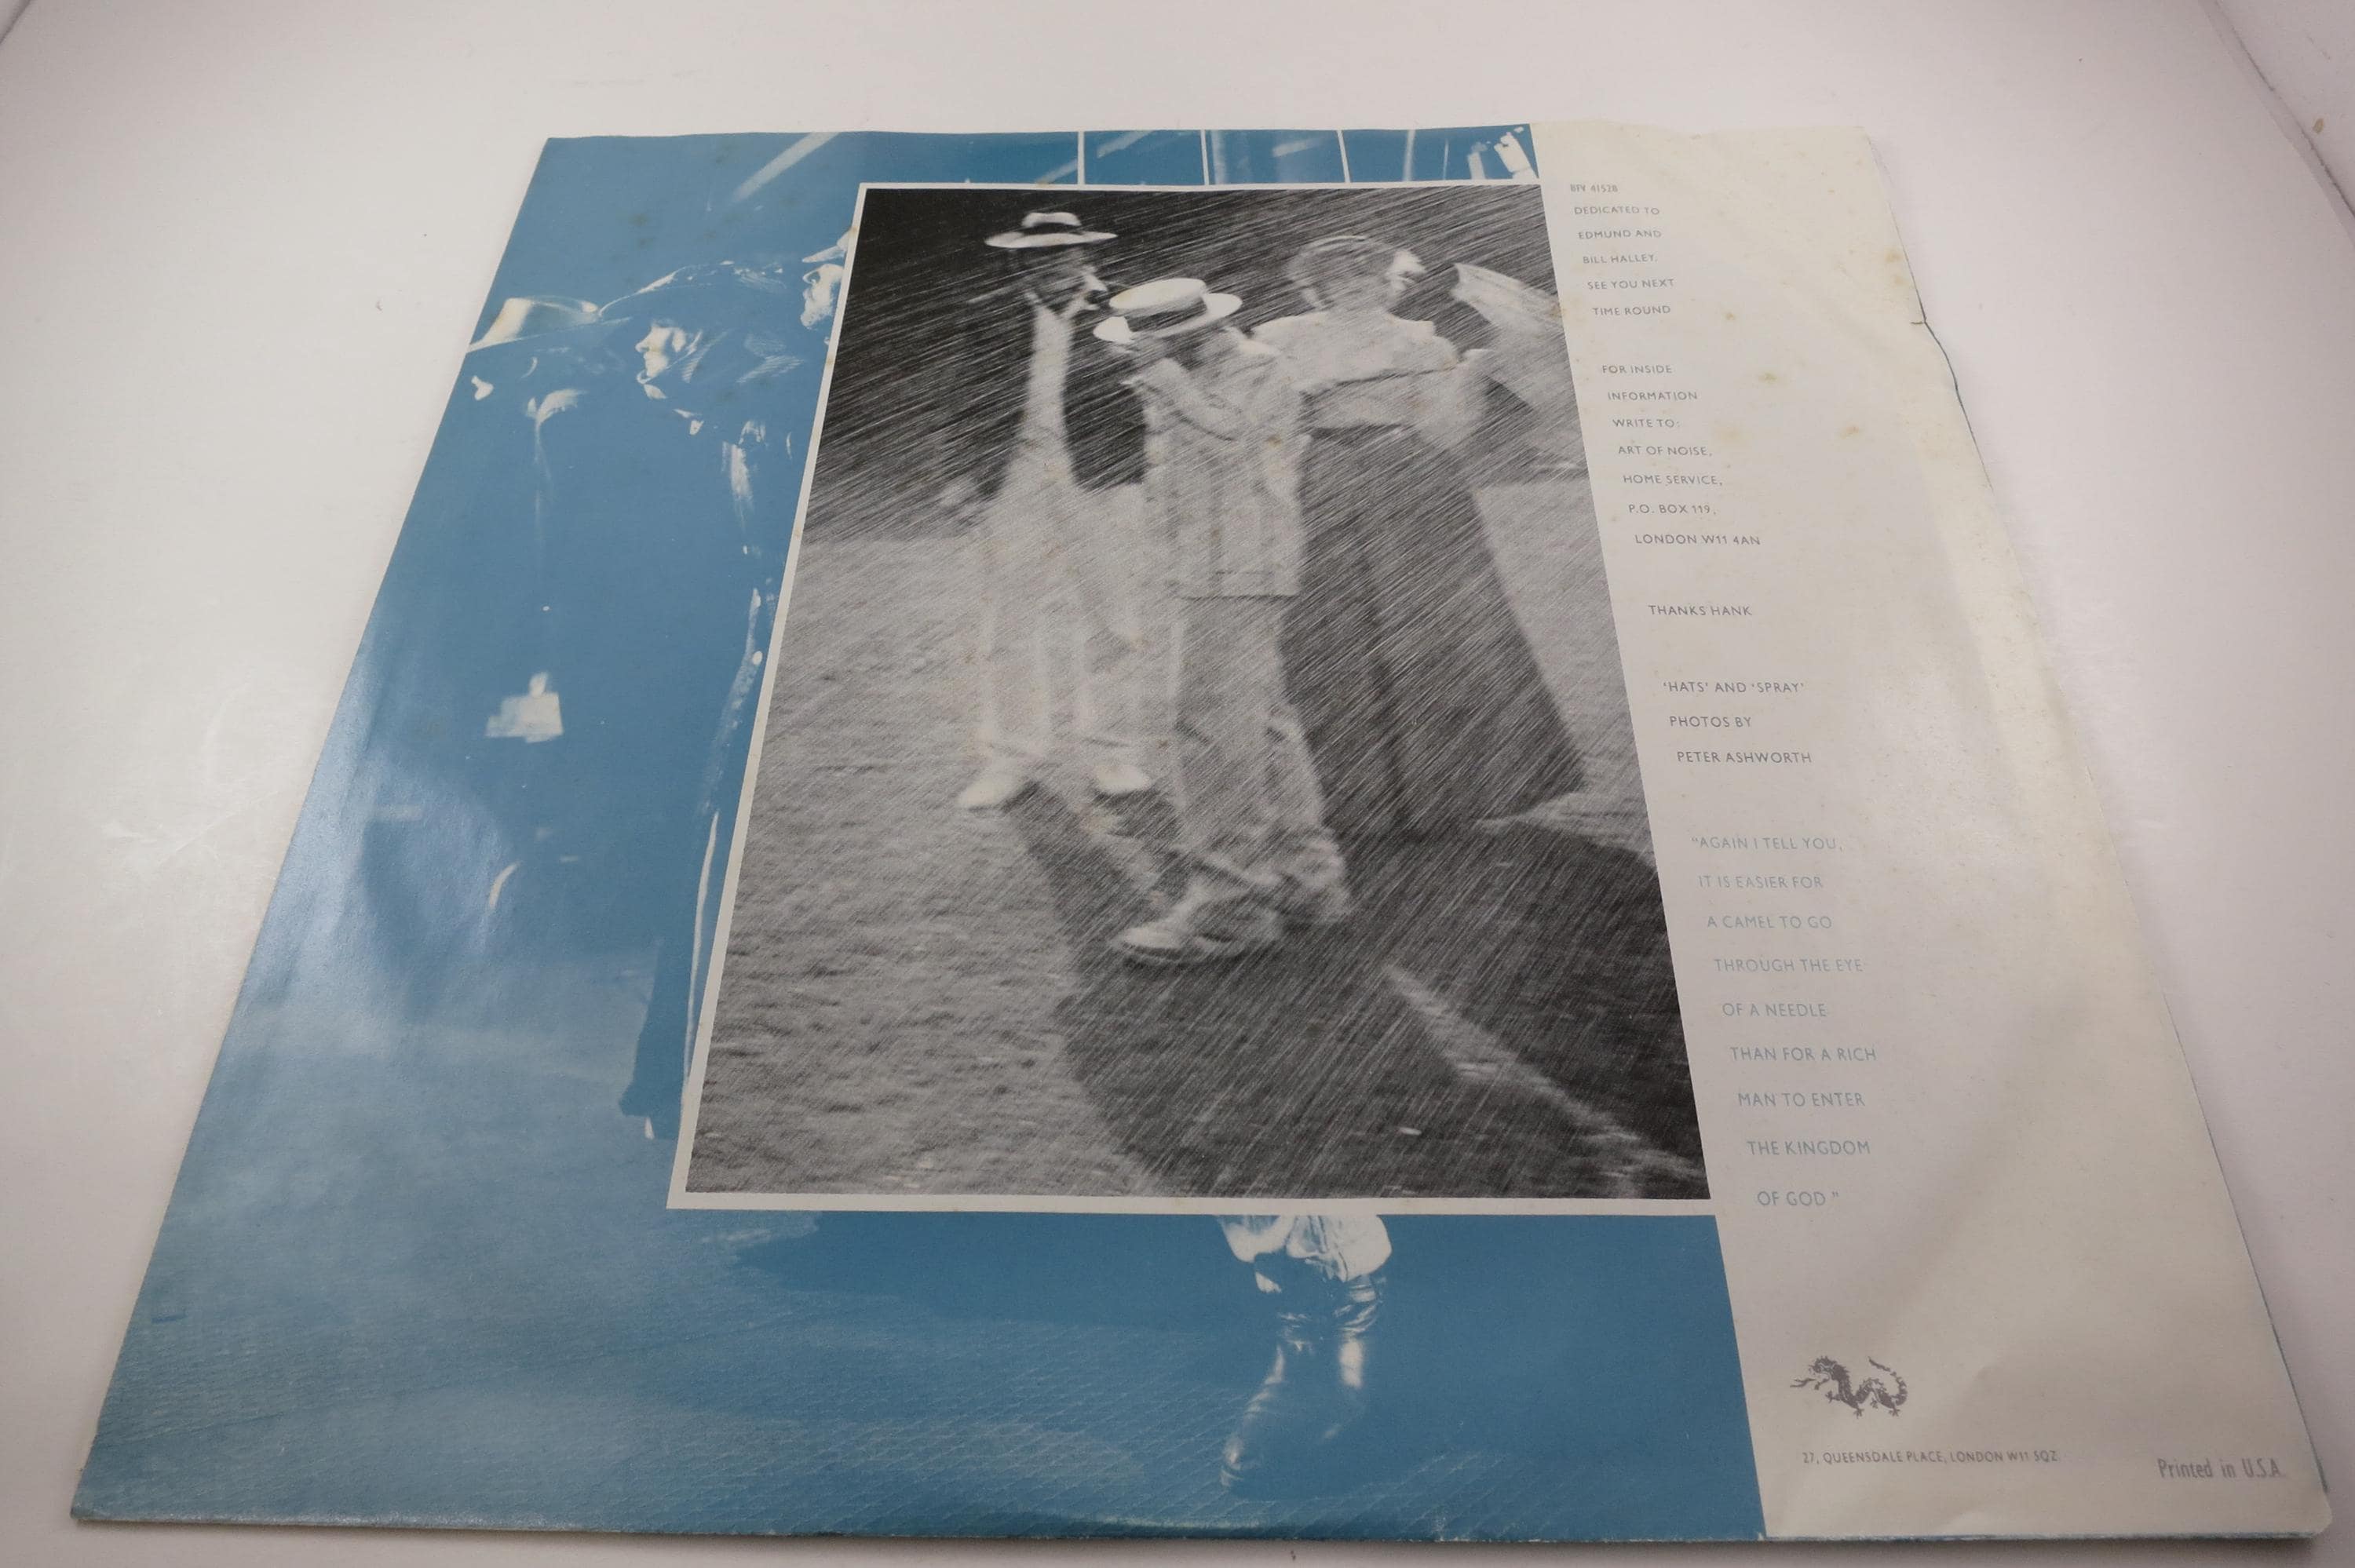 BFV 41528
DEDICATED TO
EDMUND AND
BILL HALLEY.
SEE YOU NEXT
TIME ROUND
FOR INSIDE
INFORMATION
WRITE TO:
ART OF NOISE,
HOME SERVICE,
P.O. BOX 119,
LONDON W11 4AN
THANKS HANK
'HATS' AND 'SPRAY'
PHOTOS BY
PETER ASHWORTH
"AGAIN I TELL YOU,
IT IS EASIER FOR
A CAMEL TO GO
THROUGH THE EYE
OF A NEEDLE
THAN FOR A RICH
MAN TO ENTER
THE KINGDOM
OF GOD"
27, QUEENSDALE PLACE, LONDON W11 SQZ
Printed in U.S.A.